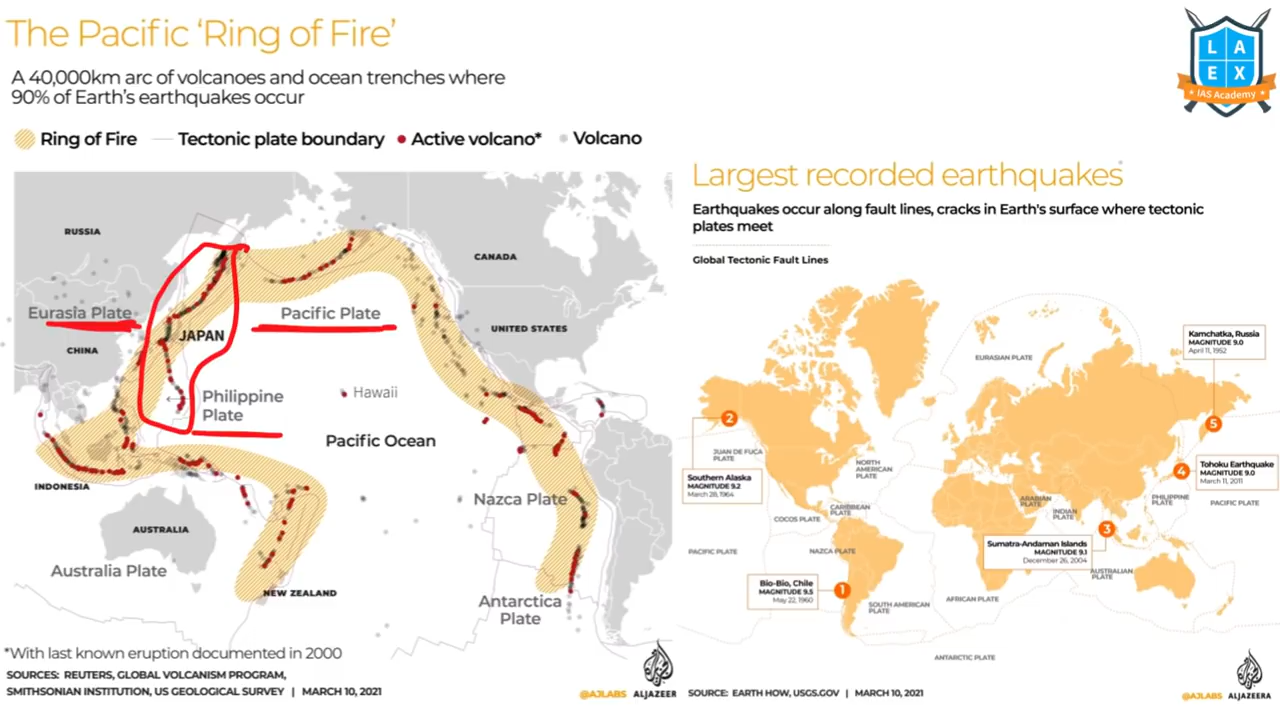 The Pacific ‘Ring of Fire’
A 40,000km arc of volcanoes and ocean trenches where
90% of Earth’s earthquakes occur
Ring of Fire
Tectonic plate boundary
Active volcano*
Volcano
RUSSIA
CANADA
Eurasia Plate
Pacific Plate
JAPAN
UNITED STATES
CHINA
Hawaii
Philippine
Plate
Pacific Ocean
INDONESIA
Nazca Plate
AUSTRALIA
Australia Plate
NEW ZEALAND
Antarctica
Plate
*With last known eruption documented in 2000
SOURCES: REUTERS, GLOBAL VOLCANISM PROGRAM,
SMITHSONIAN INSTITUTION, US GEOLOGICAL SURVEY | MARCH 10, 2021
@AJLABS
ALJAZEER
L A
E X
IAS Academy
Largest recorded earthquakes
Earthquakes occur along fault lines, cracks in Earth's surface where tectonic
plates meet
Global Tectonic Fault Lines
Kamchatka, Russia
MAGNITUDE 9.0
April 11, 1952
EURASIAN PLATE
5
2
JUAN DE FUCA
PLATE
NORTH
AMERICAN
PLATE
Southern Alaska
MAGNITUDE 9.2
March 28, 1964
4
Tohoku Earthquake
MAGNITUDE 9.0
March 11, 2011
ARABIAN
PLATE
INDIAN
PLATE
PHILIPPINE
PLATE
PACIFIC PLATE
CARIBBEAN
PLATE
COCOS PLATE
3
Sumatra-Andaman Islands
MAGNITUDE 9.1
December 26, 2004
PACIFIC PLATE
NAZCA PLATE
AUSTRALIAN
PLATE
Bio-Bio, Chile
MAGNITUDE 9.5
May 22, 1960
1
SOUTH AMERICAN
PLATE
AFRICAN PLATE
ANTARCTIC PLATE
SOURCE: EARTH HOW, USGS.GOV | MARCH 10, 2021
@AJLABS
ALJAZEERA